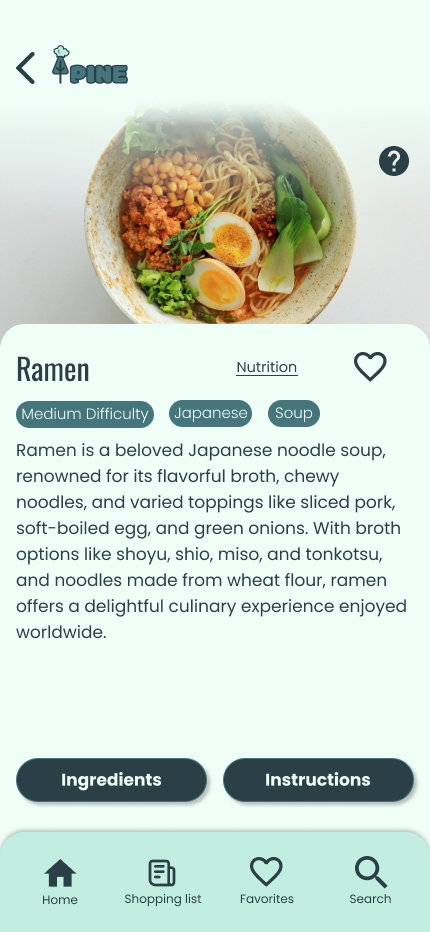 PINE
Ramen
Nutrition
Medium Difficulty Japanese Soup
Ramen is a beloved Japanese noodle soup,
renowned for its flavorful broth, chewy
noodles, and varied toppings like sliced pork,
soft-boiled egg, and green onions. With broth
options like shoyu, shio, miso, and tonkotsu,
and noodles made from wheat flour, ramen
offers a delightful culinary experience enjoyed
worldwide.
Ingredients Instructions
Home Shopping list Favorites Search